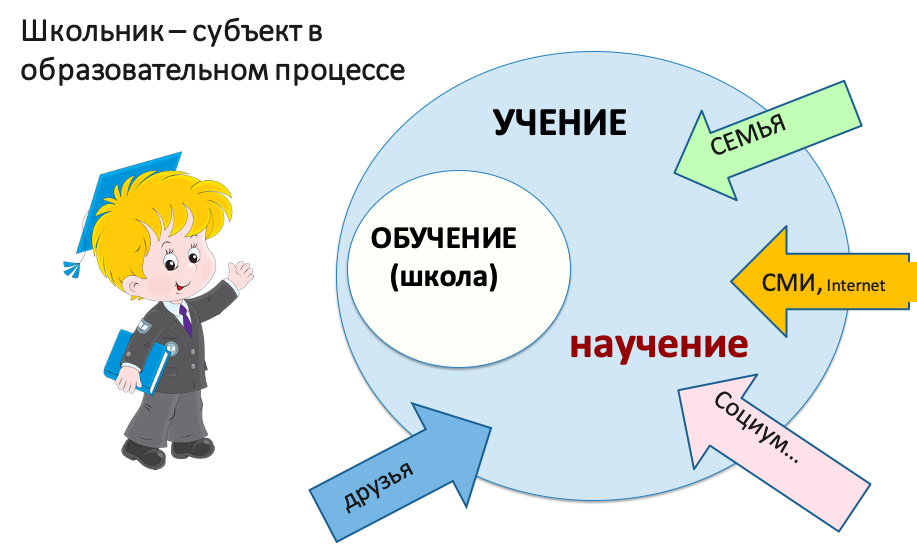 Школьник – субъект в
образовательном процессе
УЧЕНИЕ
СЕМЬЯ
ОБУЧЕНИЕ
(школа)
СМИ, Internet
научение
Социум...
друзья